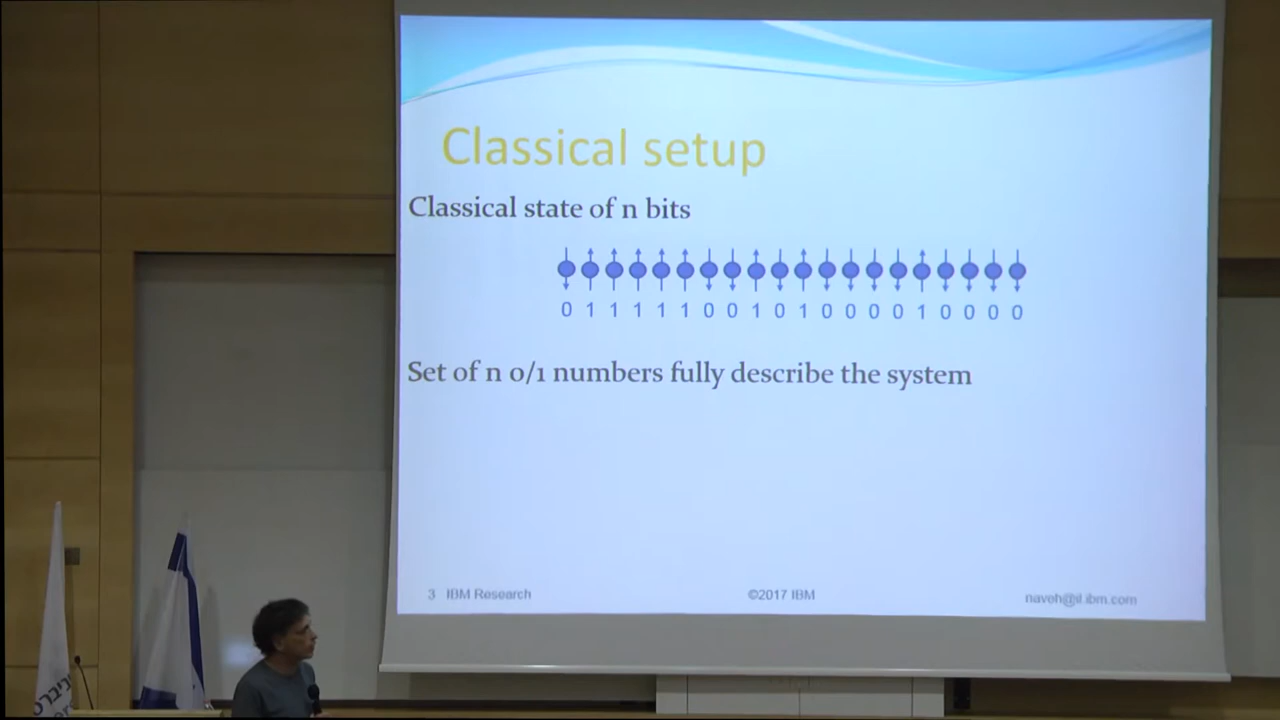 Classical setup
Classical state of n bits
0 1 1 1 1 1 0 0 1 0 1 0 0 0 0 1 0 0 0 0
Set of n 0/1 numbers fully describe the system
3 IBM Research ©2017 IBM naveh@il.ibm.com